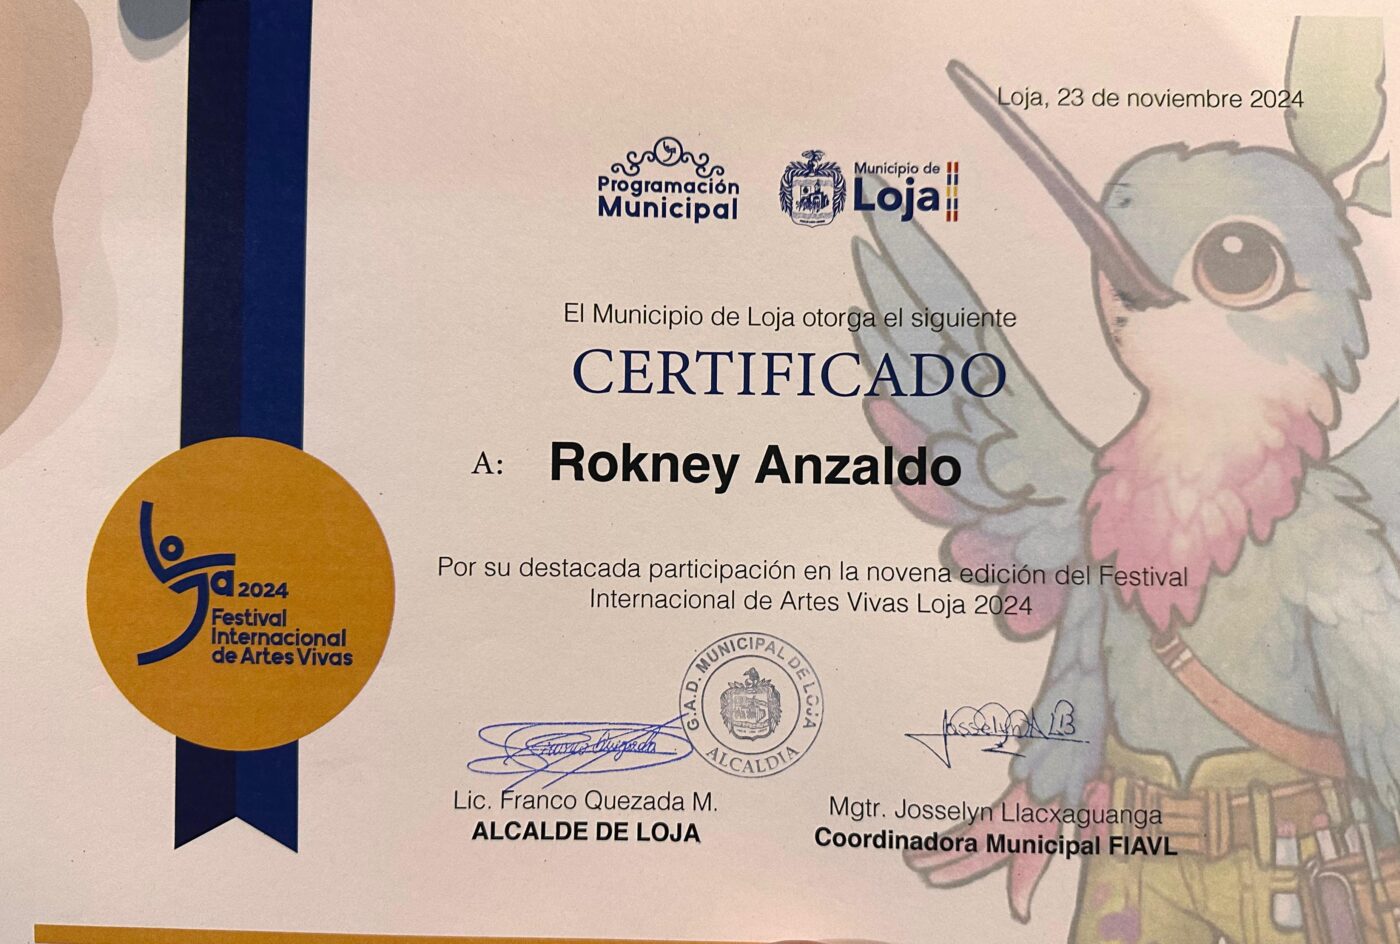 Loja, 23 de noviembre 2024
Programación
Municipal
Municipio de
Loja
El Municipio de Loja otorga el siguiente
CERTIFICADO
A: Rokney Anzaldo
Por su destacada participación en la novena edición del Festival
Internacional de Artes Vivas Loja 2024
Loja 2024
Festival
Internacional
de Artes Vivas
G.A.D. MUNICIPAL DE LOJA
ALCALDIA
Lic. Franco Quezada M.
ALCALDE DE LOJA
Mgtr. Josselyn Llacxaguanga
Coordinadora Municipal FIAVL